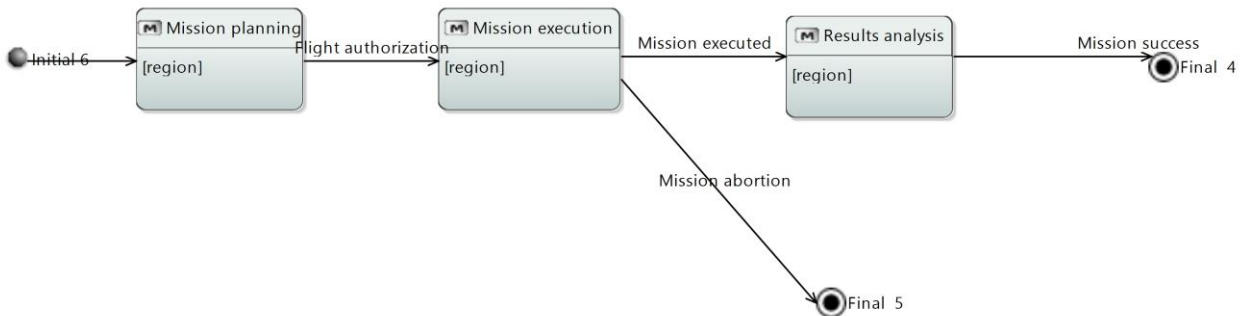 Initial 6
M Mission planning
[region]
Flight authorization
M Mission execution
[region]
Mission executed
M Results analysis
[region]
Mission success
Final 4
Mission abortion
Final 5